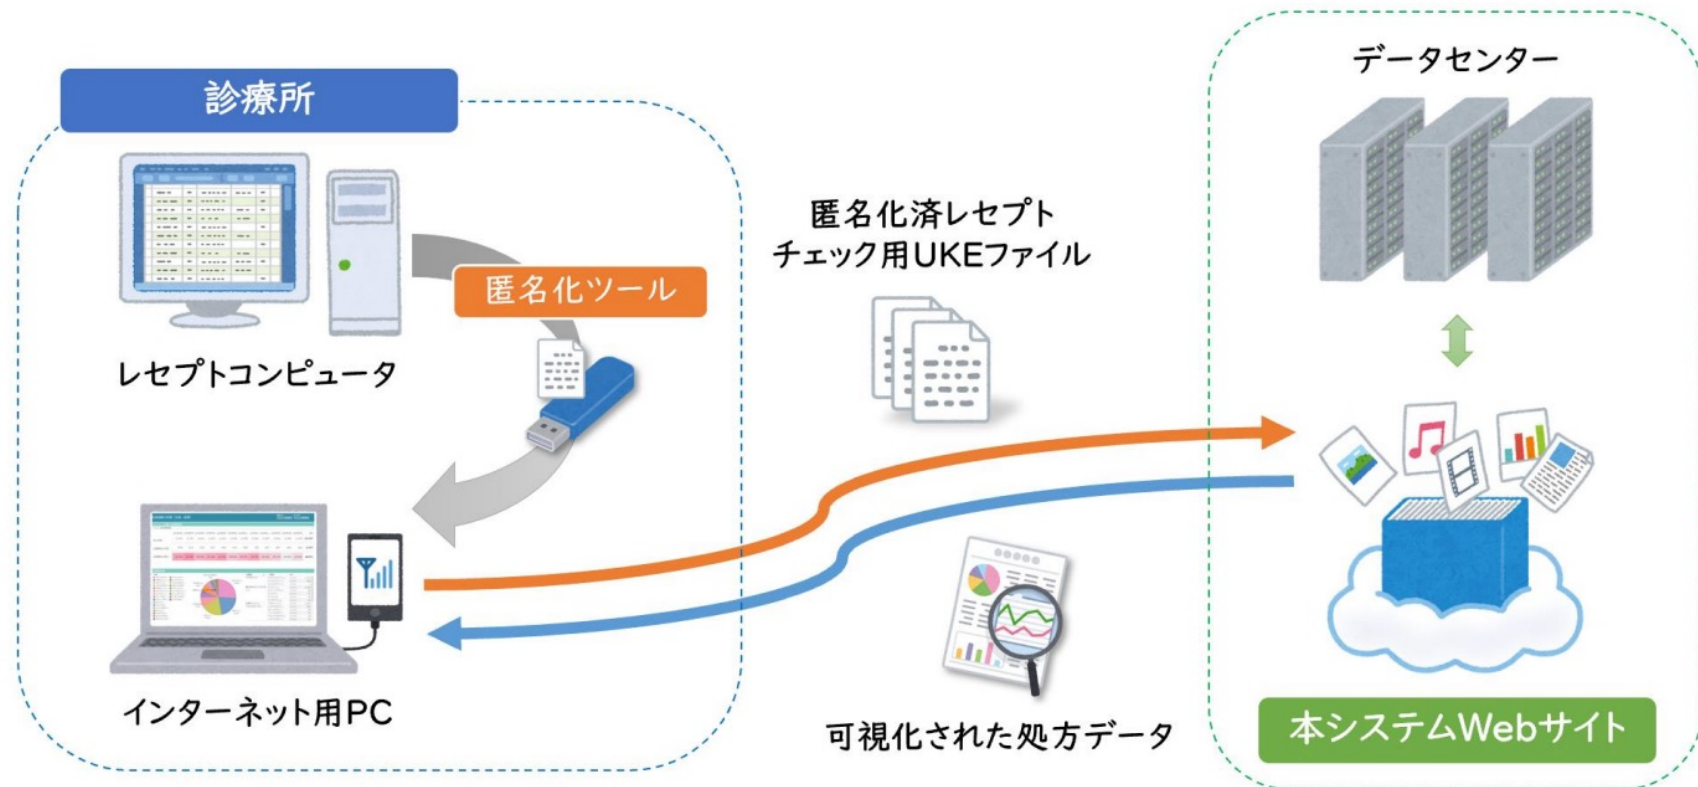 診療所
レセプトコンピュータ
匿名化ツール
インターネット用PC
匿名化済レセプト
チェック用UKEファイル
可視化された処方データ
データセンター
本システムWebサイト